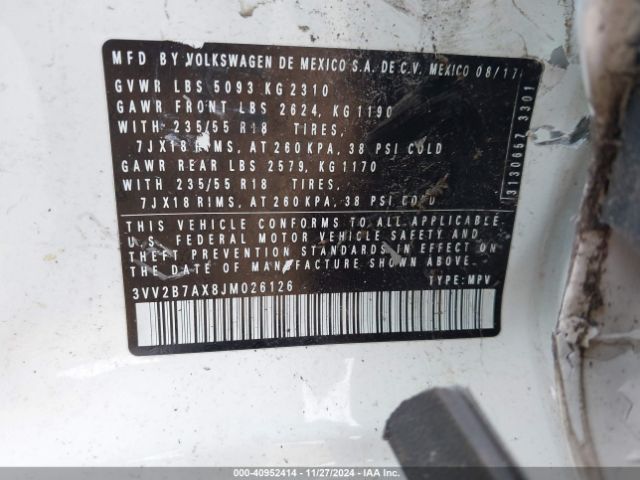 MFD BY VOLKSWAGEN DE MEXICO S.A. DE C.V. MEXICO 08/17
GVWR LBS 5093 KG 2310
GAWR FRONT LBS 2624, KG 1190
WITH 235/55 R18 TIRES,
7JX18 RIMS, AT 260 KPA, 38 PSI COLD
GAWR REAR LBS 2579, KG 1170
WITH 235/55 R18 TIRES,
7JX18 RIMS, AT 260 KPA, 38 PSI COLD
THIS VEHICLE CONFORMS TO ALL APPLICABLE
U.S. FEDERAL MOTOR VEHICLE SAFETY AND
THEFT PREVENTION STANDARDS IN EFFECT ON
THE DATE OF MANUFACTURE SHOWN ABOVE.
3VV2B7AX8JM026126 TYPE: MPV
3130657 3301
000-40952414 - 11/27/2024 - IAAI.com